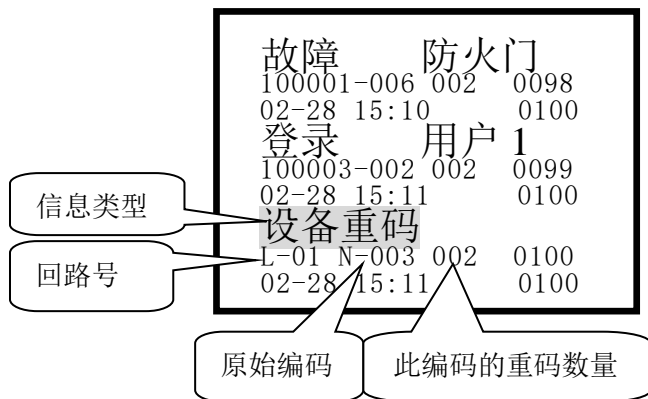 故障 防火门
100001-006 002 0098
02-28 15:10 0100
登录 用户 1
100003-002 002 0099
02-28 15:11 0100
设备重码
L-01 N-003 002 0100
02-28 15:11 0100
信息类型
回路号
原始编码
此编码的重码数量